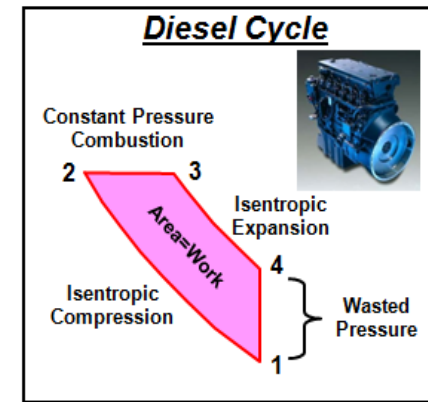 Diesel Cycle
Constant Pressure
Combustion
2
3
Isentropic
Expansion
Area=Work
4
Isentropic
Compression
Wasted
Pressure
1